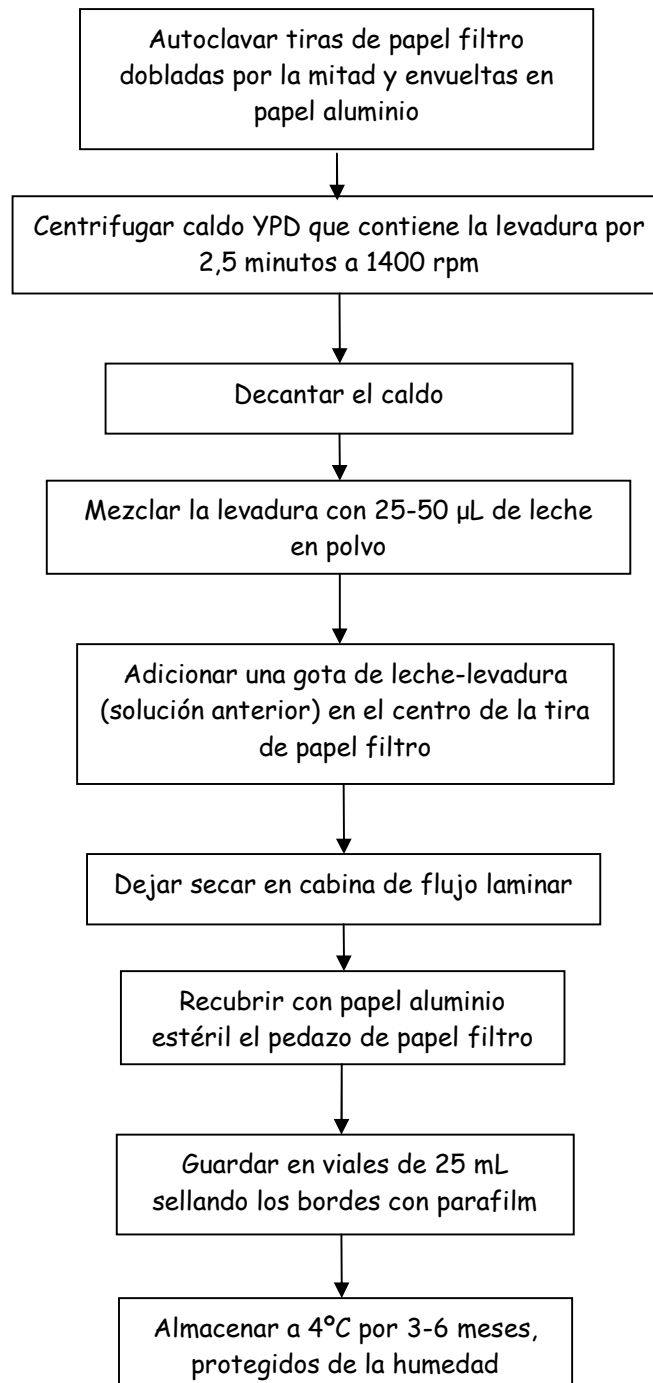 Autoclavar tiras de papel filtro
dobladas por la mitad y envueltas en
papel aluminio
Centrifugar caldo YPD que contiene la levadura por
2,5 minutos a 1400 rpm
Decantar el caldo
Mezclar la levadura con 25-50 µL de leche
en polvo
Adicionar una gota de leche-levadura
(solución anterior) en el centro de la tira
de papel filtro
Dejar secar en cabina de flujo laminar
Recubrir con papel aluminio
estéril el pedazo de papel filtro
Guardar en viales de 25 mL
sellando los bordes con parafilm
Almacenar a 4ºC por 3-6 meses,
protegidos de la humedad